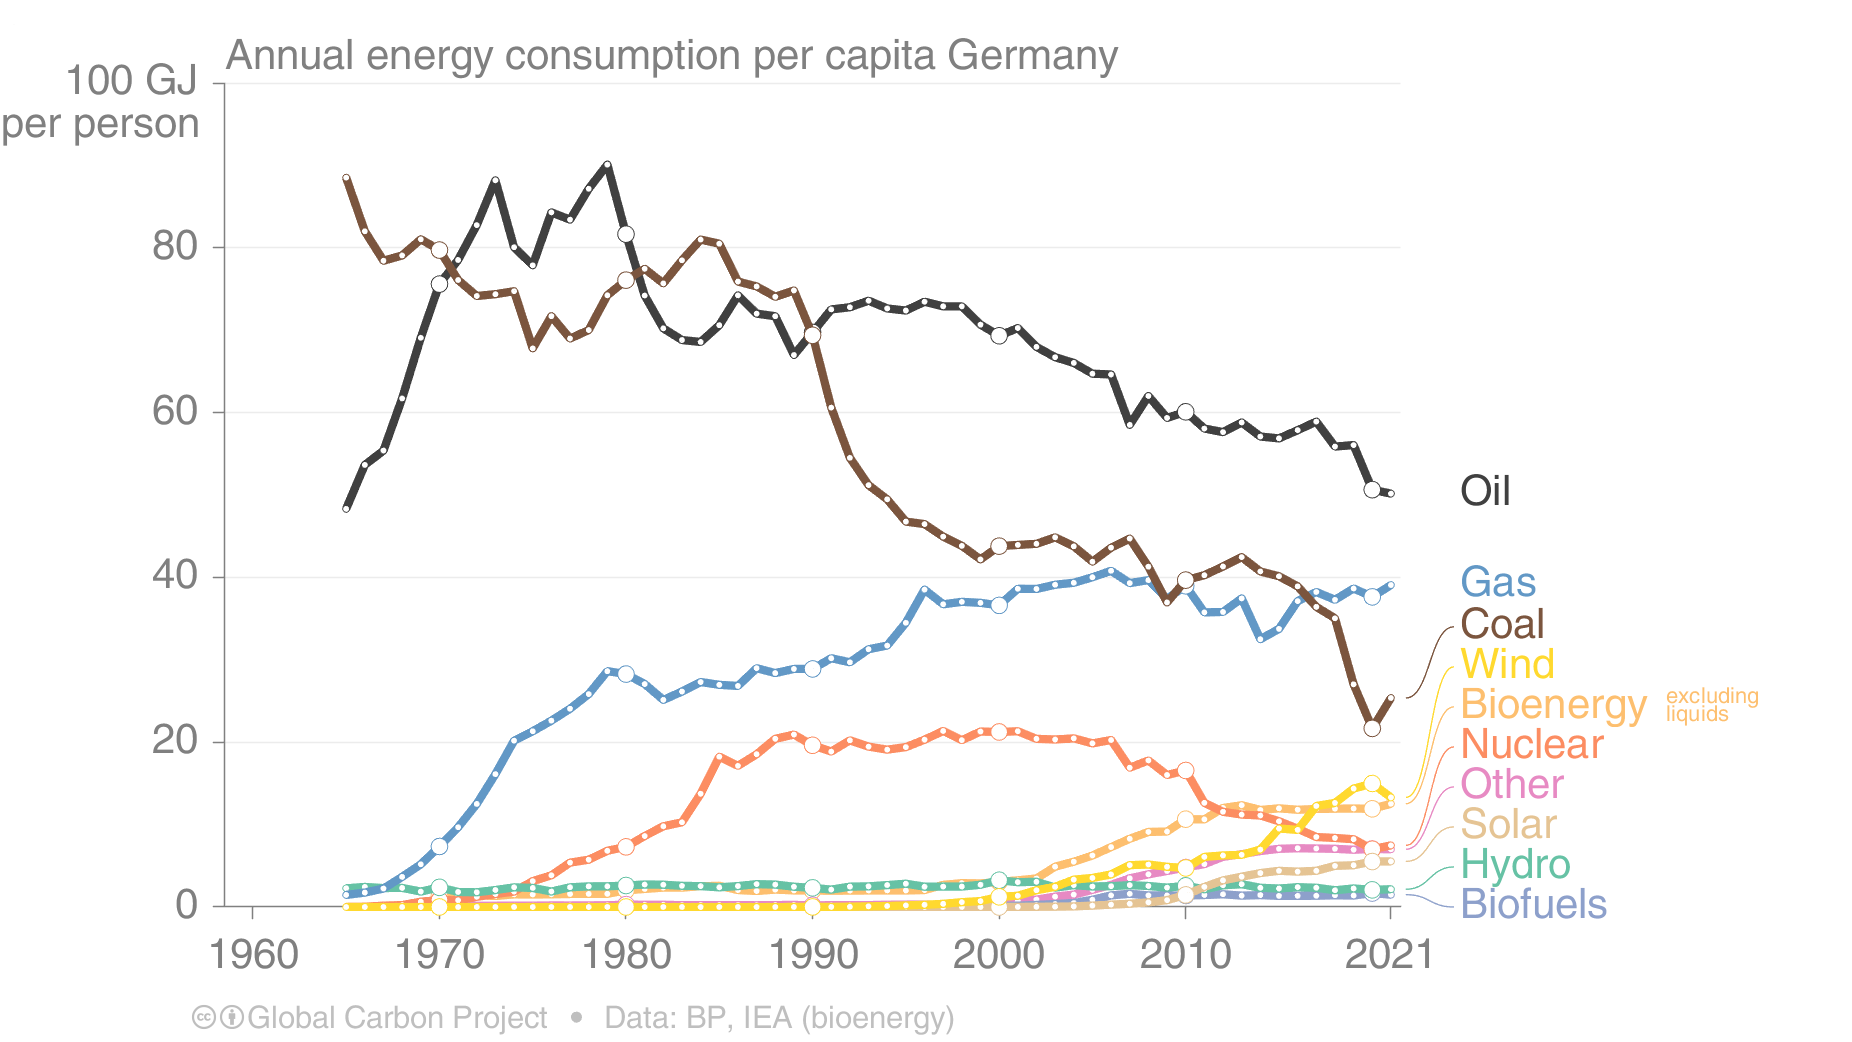 Annual energy consumption per capita Germany
100 GJ
per person
80
60
40
20
0
1960 1970 1980 1990 2000 2010 2021
Oil
Gas
Coal
Wind
Bioenergy excluding
liquids
Nuclear
Other
Solar
Hydro
Biofuels
cc Global Carbon Project • Data: BP, IEA (bioenergy)